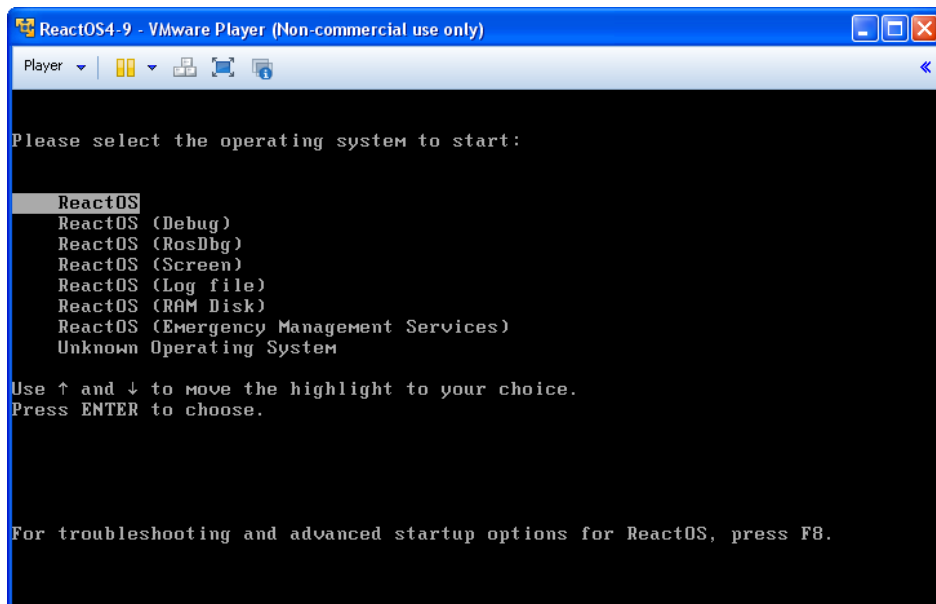 ReactOS4-9 - VMware Player (Non-commercial use only)
Player
Please select the operating system to start:
ReactOS
ReactOS (Debug)
ReactOS (RosDbg)
ReactOS (Screen)
ReactOS (Log file)
ReactOS (RAM Disk)
ReactOS (Emergency Management Services)
Unknown Operating System
Use ↑ and ↓ to move the highlight to your choice.
Press ENTER to choose.
For troubleshooting and advanced startup options for ReactOS, press F8.